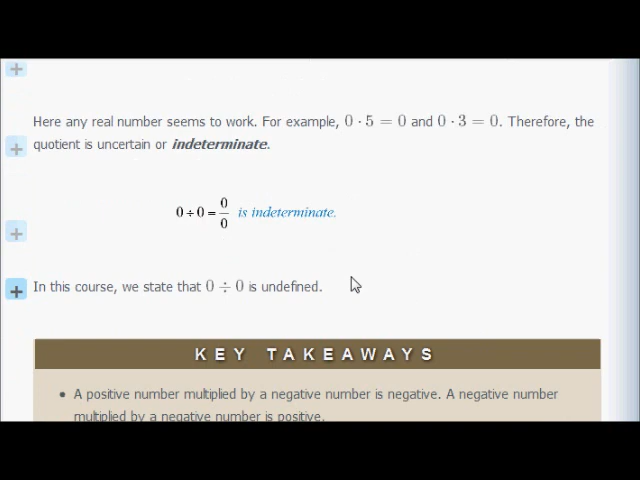 Here any real number seems to work. For example, 0 · 5 = 0 and 0 · 3 = 0. Therefore, the
quotient is uncertain or indeterminate.
0 ÷ 0 = 0/0 is indeterminate.
In this course, we state that 0 ÷ 0 is undefined.
KEY TAKEAWAYS
• A positive number multiplied by a negative number is negative. A negative number
multiplied by a negative number is positive.